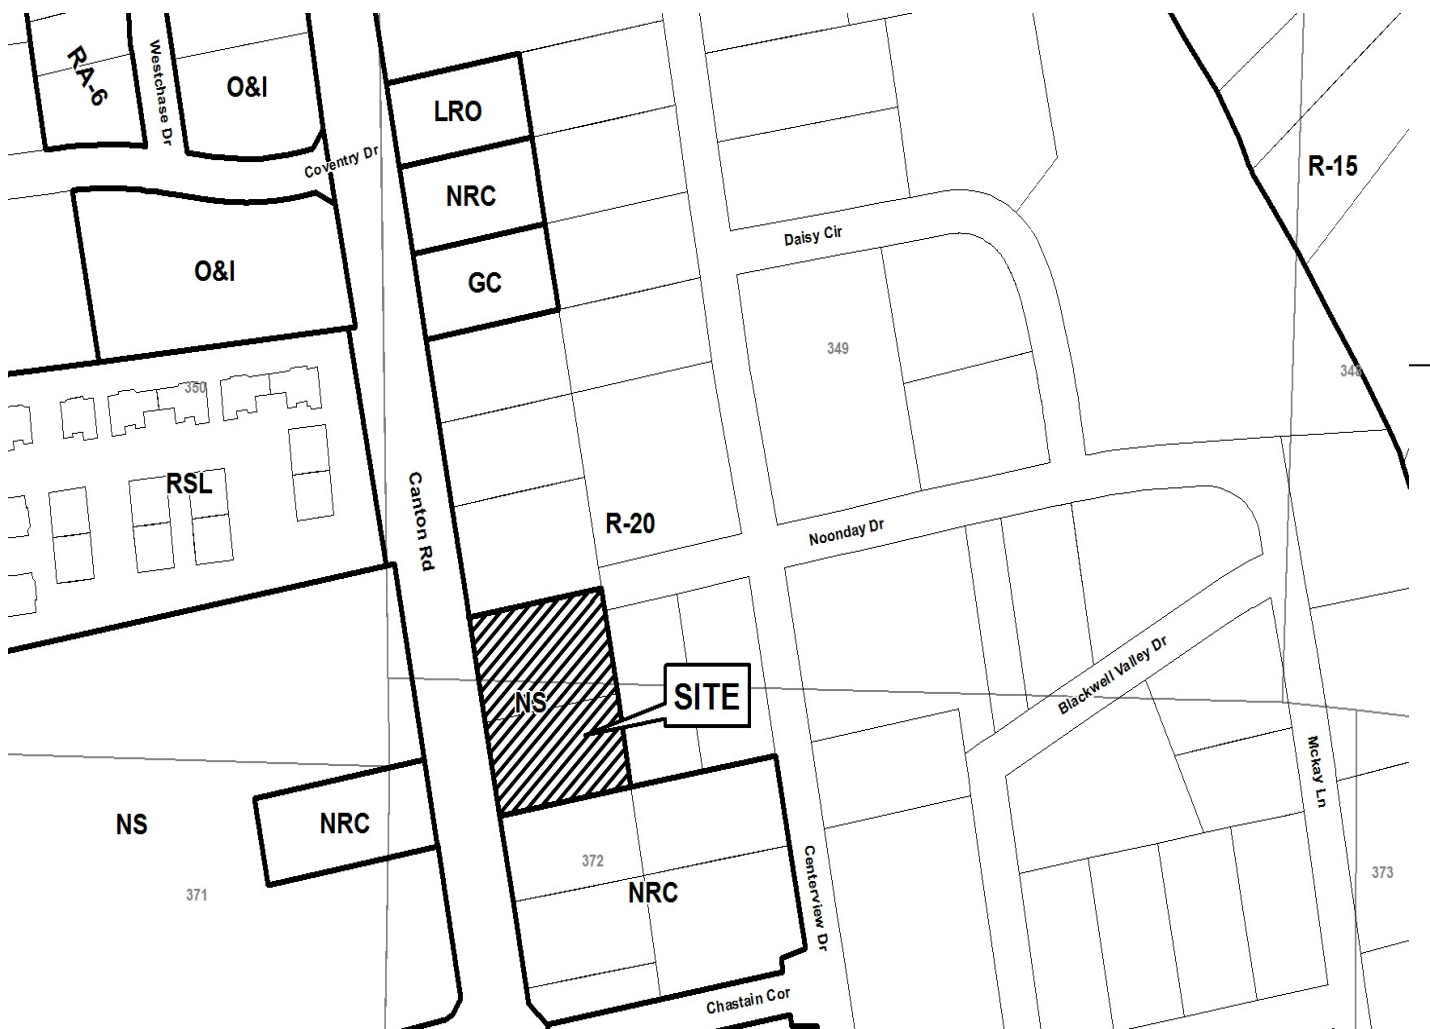 RA-6
Westchase Dr
O&I
LRO
Coventry Dr
R-15
NRC
Daisy Cir
O&I
GC
349
348
350
RSL
Canton Rd
R-20
Noonday Dr
Blackwell Valley Dr
NS
SITE
Mckay Ln
NS
NRC
372
Centerview Dr
373
371
NRC
Chastain Cor